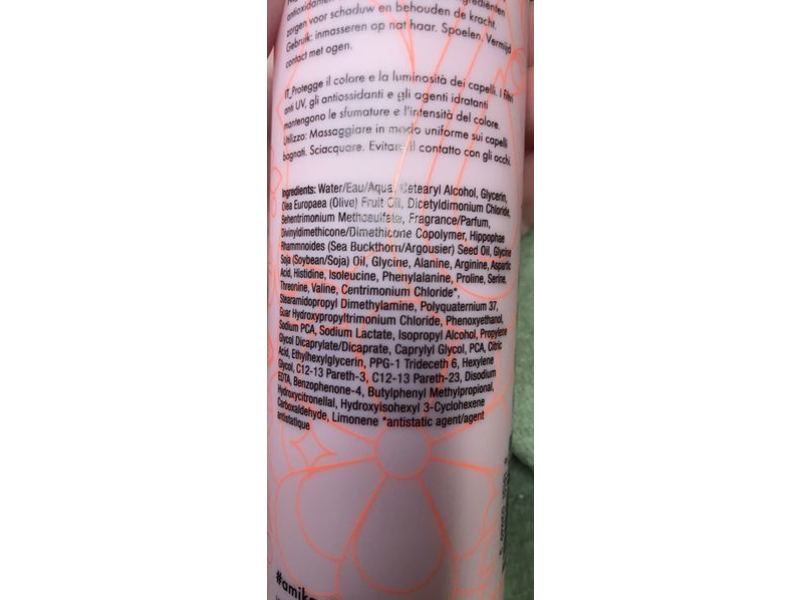 antioxidanten
zorgen voor schaduw en behouden de kracht.
Gebruik: inmasseren op nat haar. Spoelen. Vermijd
contact met ogen.
IT_Protegge il colore e la luminosità dei capelli. I filtri
anti UV, gli antiossidanti e gli agenti idratanti
mantengono le sfumature e l'intensità del colore.
Utilizzo: Massaggiare in modo uniforme sui capelli
bagnati. Sciacquare. Evitare il contatto con gli occhi.
Ingredients: Water/Eau/Aqua, Cetearyl Alcohol, Glycerin,
Olea Europaea (Olive) Fruit Oil, Dicetyldimonium Chloride,
Behentrimonium Methosulfate, Fragrance/Parfum,
Divinyldimethicone/Dimethicone Copolymer, Hippophae
Rhamnoides (Sea Buckthorn/Argousier) Seed Oil, Glycine
Soja (Soybean/Soja) Oil, Glycine, Alanine, Arginine, Aspartic
Acid, Histidine, Isoleucine, Phenylalanine, Proline, Serine,
Threonine, Valine, Centrimonium Chloride*,
Stearamidopropyl Dimethylamine, Polyquaternium 37,
Guar Hydroxypropyltrimonium Chloride, Phenoxyethanol,
Sodium PCA, Sodium Lactate, Isopropyl Alcohol, Propylene
Glycol Dicaprylate/Dicaprate, Caprylyl Glycol, PCA, Citric
Acid, Ethylhexylglycerin, PPG-1 Trideceth 6, Hexylene
Glycol, C12-13 Pareth-3, C12-13 Pareth-23, Disodium
EDTA, Benzophenone-4, Butylphenyl Methylpropional,
Hydroxycitronellal, Hydroxyisohexyl 3-Cyclohexene
Carboxaldehyde, Limonene *antistatic agent/agent
antistatique